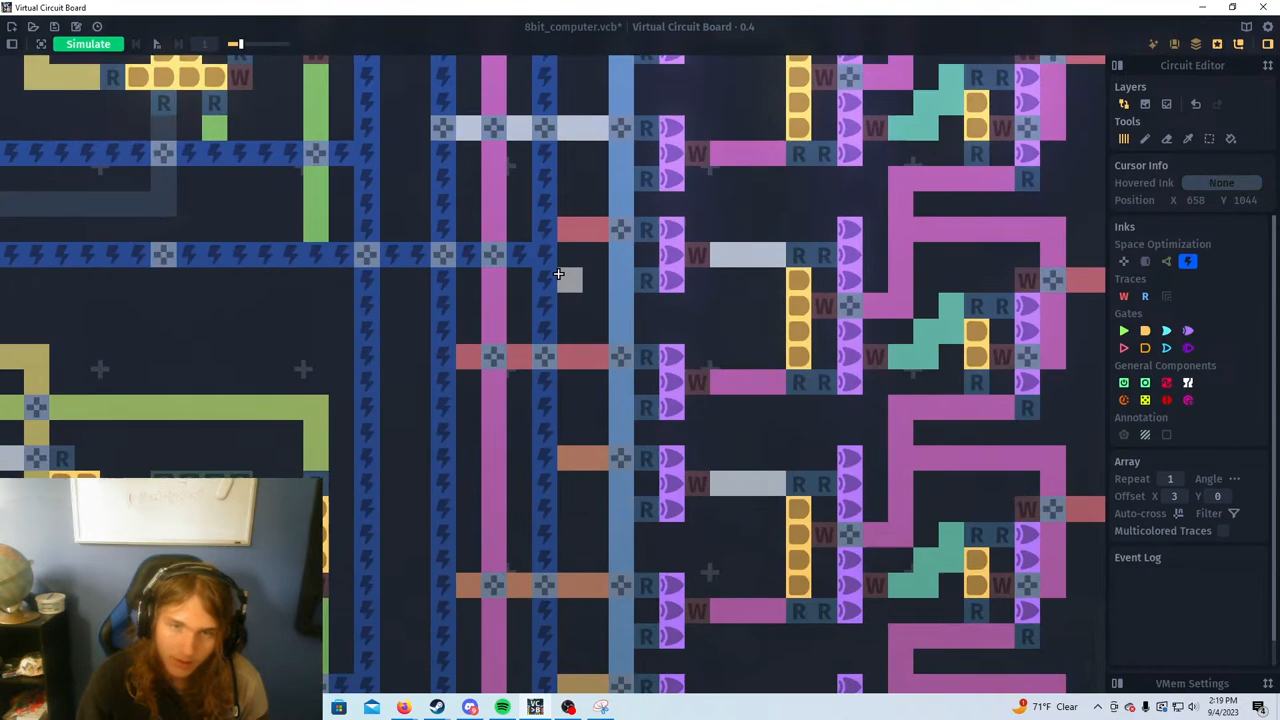 Virtual Circuit Board
8bit_computer.vcb* | Virtual Circuit Board · 0.4
Simulate
1
Circuit Editor
Layers
Tools
Cursor Info
Hovered Ink None
Position X 658 Y 1044
Inks
Space Optimization
Traces
W R
Gates
General Components
Annotation
Array
Repeat 1 Angle ...
Offset X 3 Y 0
Auto-cross Filter
Multicolored Traces
Event Log
VMem Settings
R W R R
R R
R W R R
R R
R W R R
W
R W R R
W
R W R R
W
R
R W R R
W
R
71°F Clear
2:19 PM
9/4/2023